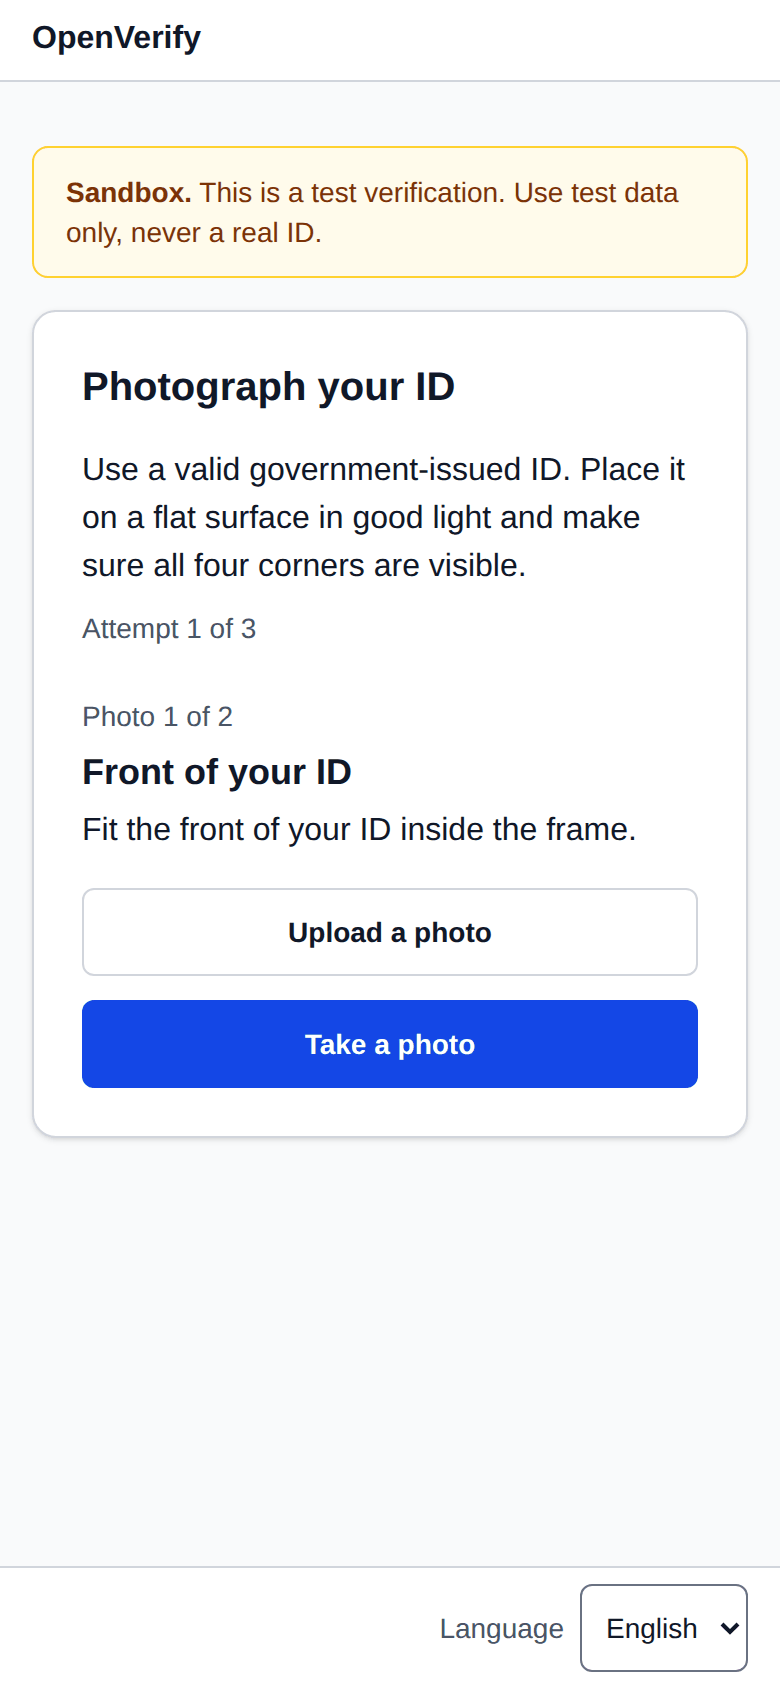 OpenVerify
Sandbox. This is a test verification. Use test data
only, never a real ID.
Photograph your ID
Use a valid government-issued ID. Place it
on a flat surface in good light and make
sure all four corners are visible.
Attempt 1 of 3
Photo 1 of 2
Front of your ID
Fit the front of your ID inside the frame.
Upload a photo
Take a photo
Language English